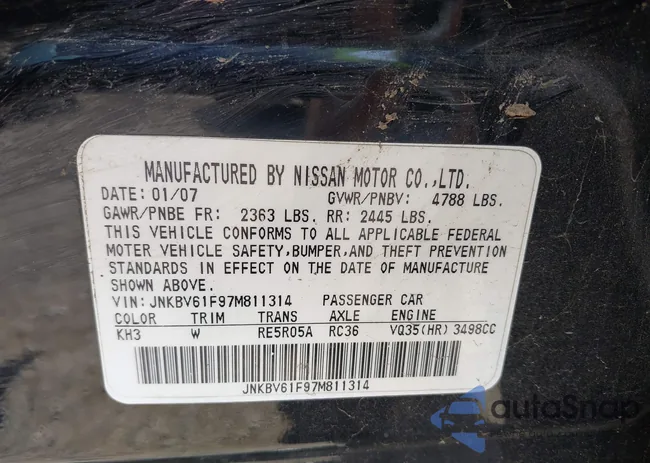 MANUFACTURED BY NISSAN MOTOR CO.,LTD.
DATE: 01/07 GVWR/PNBV: 4788 LBS.
GAWR/PNBE FR: 2363 LBS. RR: 2445 LBS.
THIS VEHICLE CONFORMS TO ALL APPLICABLE FEDERAL
MOTOR VEHICLE SAFETY,BUMPER,AND THEFT PREVENTION
STANDARDS IN EFFECT ON THE DATE OF MANUFACTURE
SHOWN ABOVE.
VIN: JNKBV61F97M811314 PASSENGER CAR
COLOR TRIM TRANS AXLE ENGINE
KH3 W RE5R05A RC36 VQ35(HR) 3498CC
JNKBV61F97M811314
autoSnap